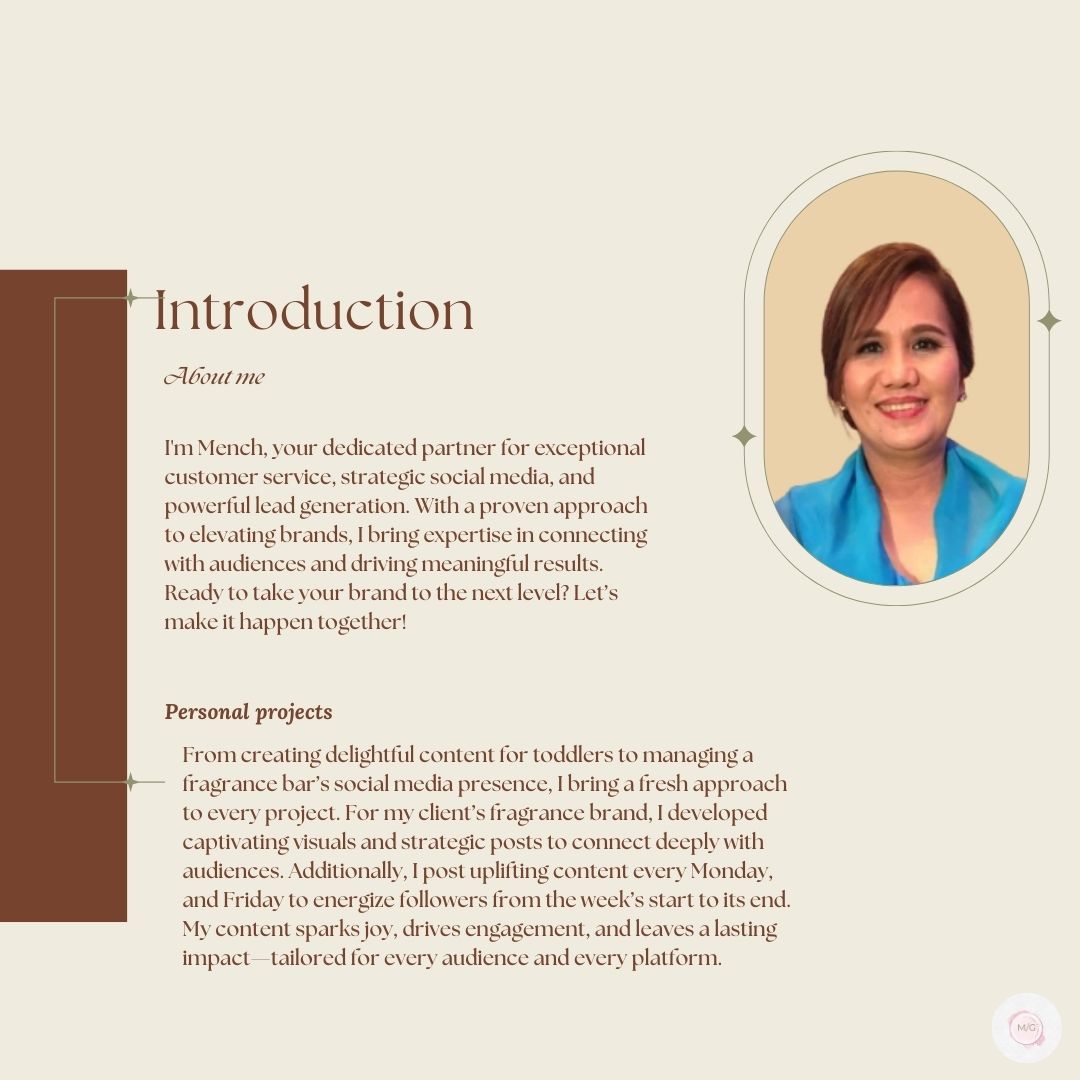 Introduction
About me
I'm Mench, your dedicated partner for exceptional
customer service, strategic social media, and
powerful lead generation. With a proven approach
to elevating brands, I bring expertise in connecting
with audiences and driving meaningful results.
Ready to take your brand to the next level? Let’s
make it happen together!
Personal projects
From creating delightful content for toddlers to managing a
fragrance bar’s social media presence, I bring a fresh approach
to every project. For my client’s fragrance brand, I developed
captivating visuals and strategic posts to connect deeply with
audiences. Additionally, I post uplifting content every Monday,
and Friday to energize followers from the week’s start to its end.
My content sparks joy, drives engagement, and leaves a lasting
impact—tailored for every audience and every platform.
M/G